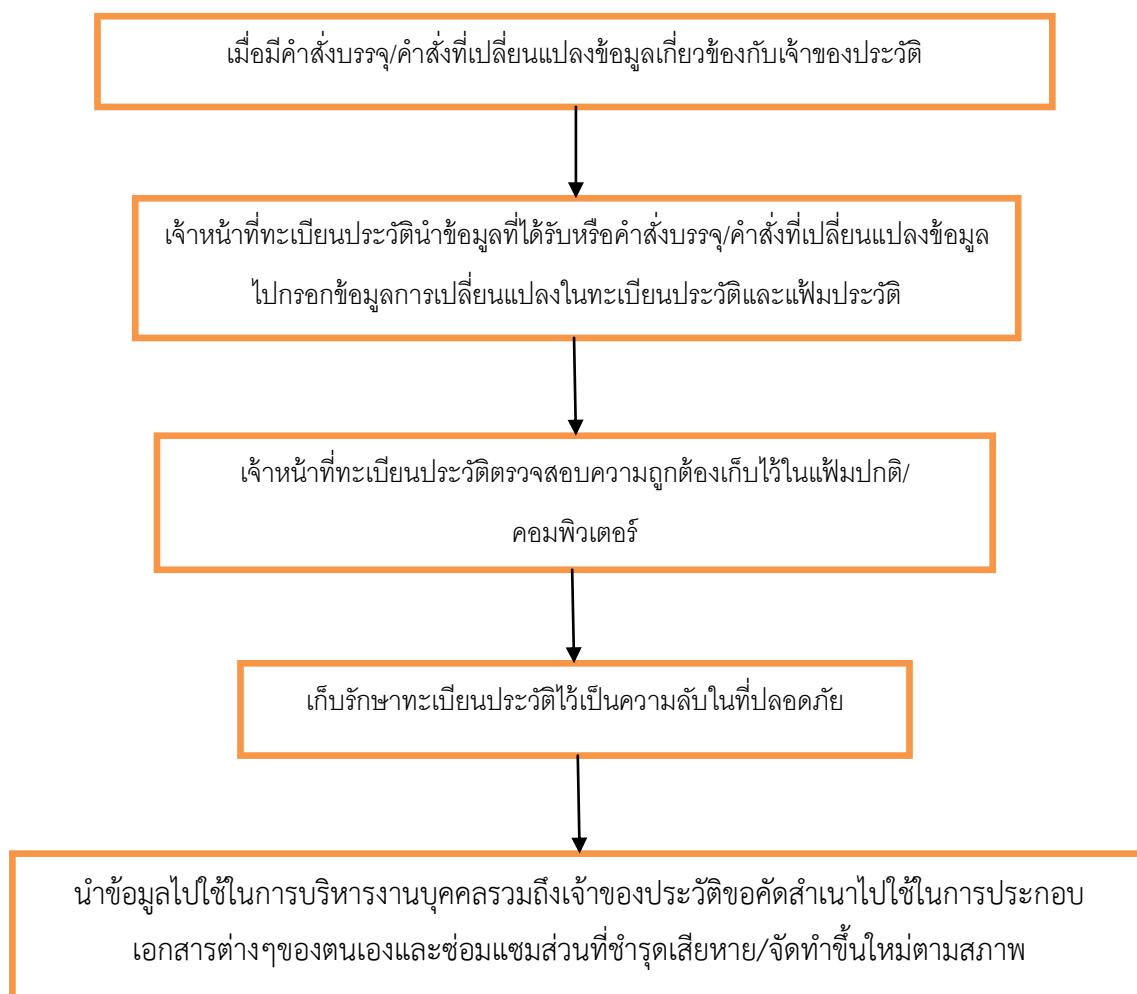 เมื่อมีคำสั่งบรรจุ/คำสั่งที่เปลี่ยนแปลงข้อมูลเกี่ยวข้องกับเจ้าของประวัติ
เจ้าหน้าที่ทะเบียนประวัตินำข้อมูลที่ได้รับหรือคำสั่งบรรจุ/คำสั่งที่เปลี่ยนแปลงข้อมูล
ไปกรอกข้อมูลการเปลี่ยนแปลงในทะเบียนประวัติและแฟ้มประวัติ
เจ้าหน้าที่ทะเบียนประวัติตรวจสอบความถูกต้องเก็บไว้ในแฟ้มปกติ/
คอมพิวเตอร์
เก็บรักษาทะเบียนประวัติไว้เป็นความลับในที่ปลอดภัย
นำข้อมูลไปใช้ในการบริหารงานบุคคลรวมถึงเจ้าของประวัติขอคัดสำเนาไปใช้ในการประกอบ
เอกสารต่างๆของตนเองและซ่อมแซมส่วนที่ชำรุดเสียหาย/จัดทำขึ้นใหม่ตามสภาพ